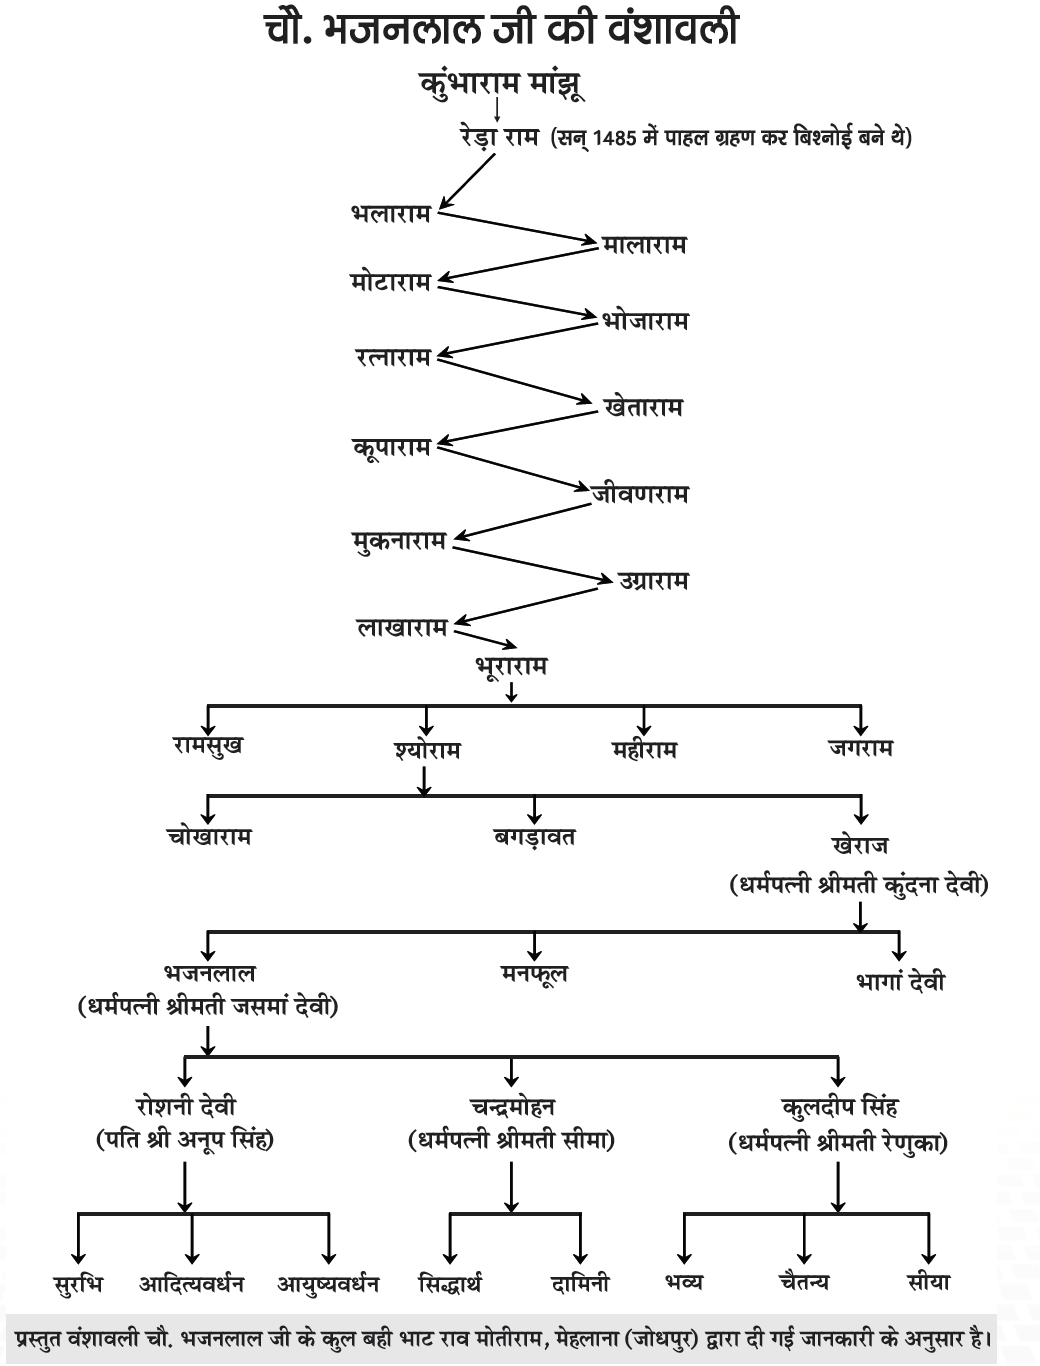 चौ. भजनलाल जी की वंशावली
कुंभाराम मांझू
रेड़ा राम (सन् 1485 में पाहल ग्रहण कर बिश्नोई बने थे)
भलाराम
मालाराम
मोटाराम
भोजाराम
रत्नाराम
खेताराम
कूपाराम
जीवणराम
मुकनाराम
उग्राराम
लाखाराम
भूराराम
रामसुख श्योराम महीराम जगराम
चोखाराम बगड़ावत खेराज
(धर्मपत्नी श्रीमती कुंदना देवी)
भजनलाल मनफूल भागां देवी
(धर्मपत्नी श्रीमती जसमां देवी)
रोशनी देवी चन्द्रमोहन कुलदीप सिंह
(पति श्री अनूप सिंह) (धर्मपत्नी श्रीमती सीमा) (धर्मपत्नी श्रीमती रेणुका)
सुरभि आदित्यवर्धन आयुष्यवर्धन सिद्धार्थ दामिनी भव्य चैतन्य सीया
प्रस्तुत वंशावली चौ. भजनलाल जी के कुल बही भाट राव मोतीराम, मेहलाना (जोधपुर) द्वारा दी गई जानकारी के अनुसार है।